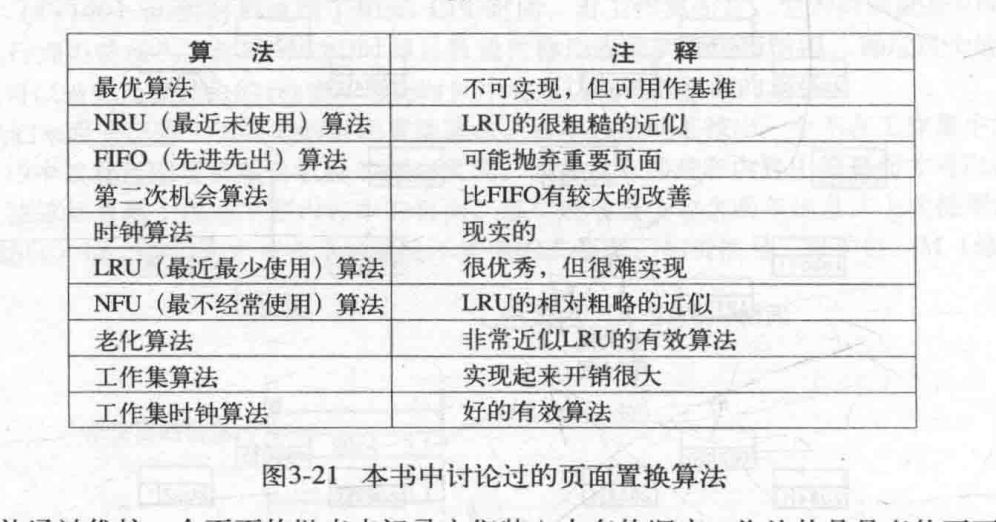 算 法 注 释
最优算法 不可实现，但可用作基准
NRU（最近未使用）算法 LRU的很粗糙的近似
FIFO（先进先出）算法 可能抛弃重要页面
第二次机会算法 比FIFO有较大的改善
时钟算法 现实的
LRU（最近最少使用）算法 很优秀，但很难实现
NFU（最不经常使用）算法 LRU的相对粗略的近似
老化算法 非常近似LRU的有效算法
工作集算法 实现起来开销很大
工作集时钟算法 好的有效算法
图3-21 本书中讨论过的页面置换算法